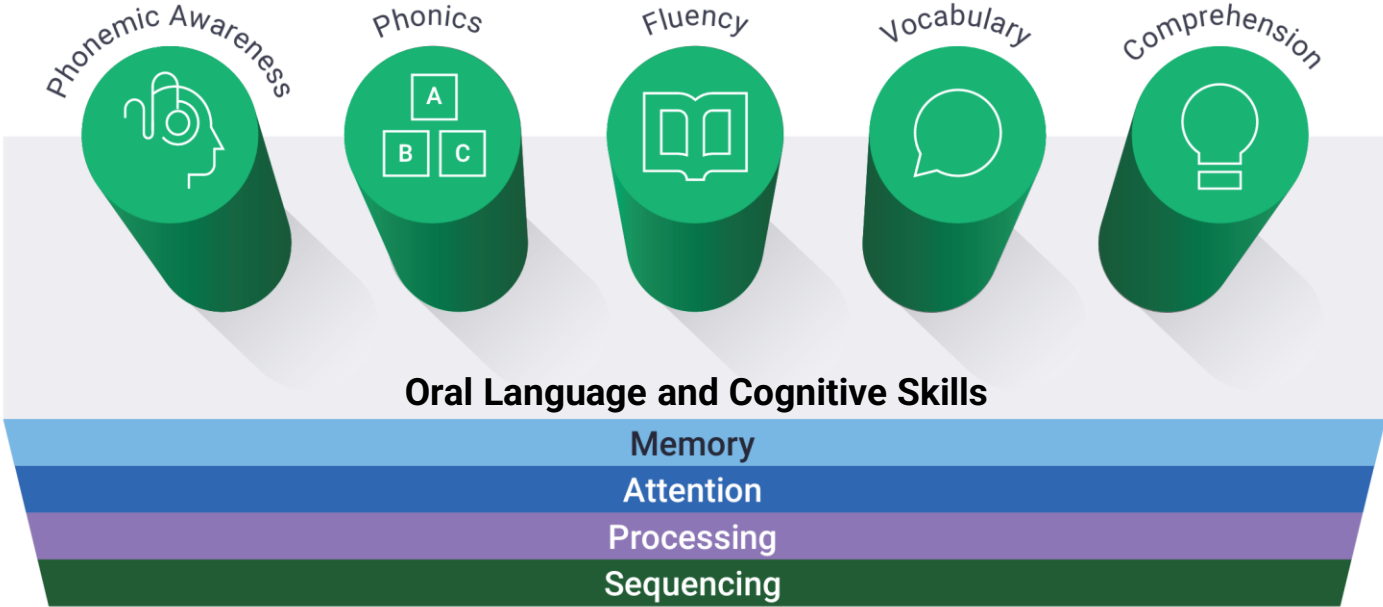 Phonemic Awareness
Phonics
Fluency
Vocabulary
Comprehension
A
B
C
Oral Language and Cognitive Skills
Memory
Attention
Processing
Sequencing